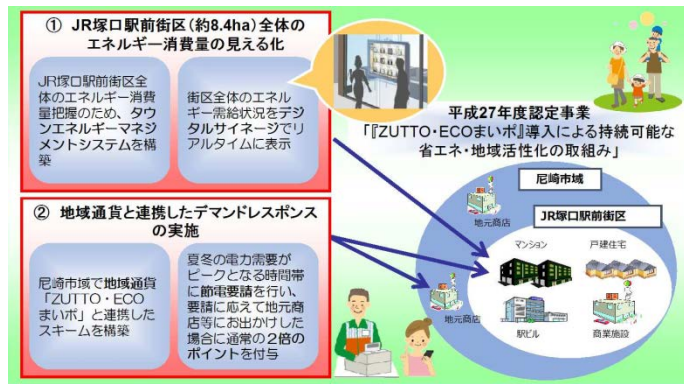 ① JR塚口駅前街区(約8.4ha)全体の
エネルギー消費量の見える化
JR塚口駅前街区全
体のエネルギー消費
量把握のため、タウ
ンエネルギーマネジ
メントシステムを構
築
街区全体のエネル
ギー需給状況をデジ
タルサイネージでリ
アルタイムに表示
② 地域通貨と連携したデマンドレスポンス
の実施
尼崎市域で地域通貨
「ZUTTO・ECO
まいポ」と連携した
スキームを構築
夏冬の電力需要が
ピークとなる時間帯
に節電要請を行い、
要請に応えて地元商
店等にお出かけした
場合に通常の2倍の
ポイントを付与
平成27年度認定事業
「『ZUTTO・ECOまいポ』導入による持続可能な
省エネ・地域活性化の取組み」
尼崎市域
地元商店
JR塚口駅前街区
マンション
戸建住宅
地元商店
駅ビル
商業施設